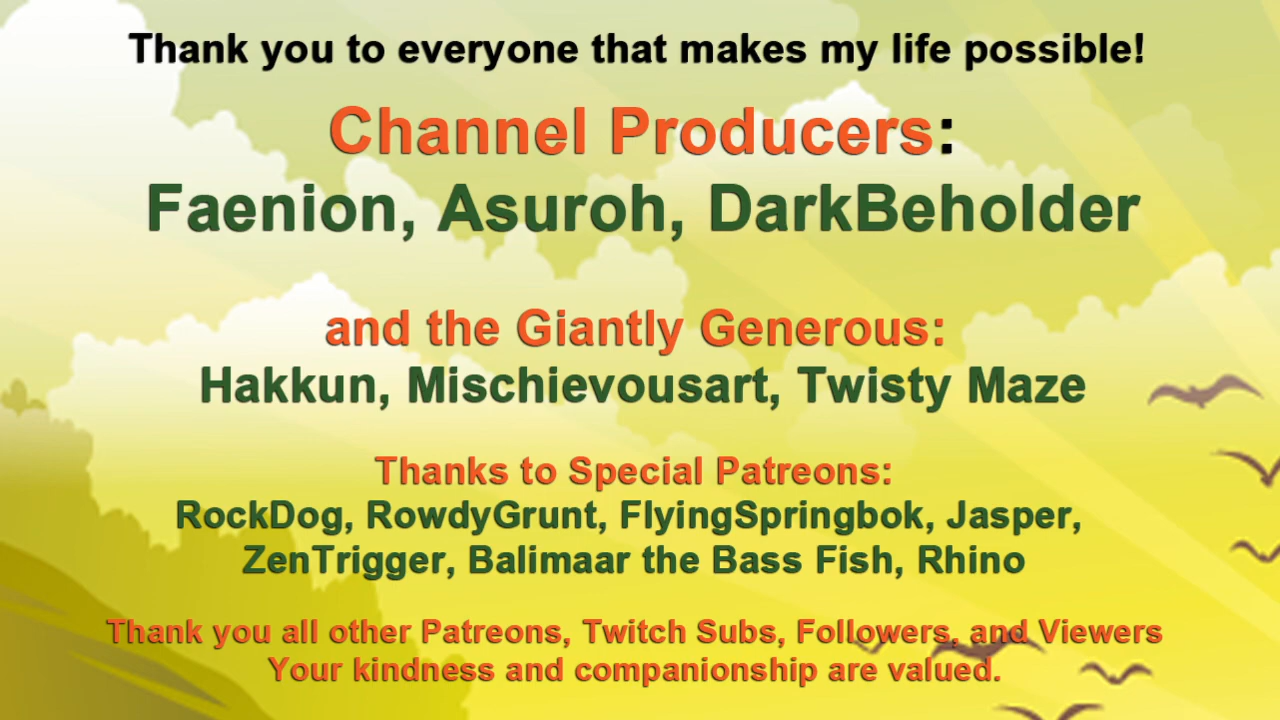 Thank you to everyone that makes my life possible!
Channel Producers:
Faenion, Asuroh, DarkBeholder
and the Giantly Generous:
Hakkun, Mischievousart, Twisty Maze
Thanks to Special Patreons:
RockDog, RowdyGrunt, FlyingSpringbok, Jasper,
ZenTrigger, Balimaar the Bass Fish, Rhino
Thank you all other Patreons, Twitch Subs, Followers, and Viewers
Your kindness and companionship are valued.